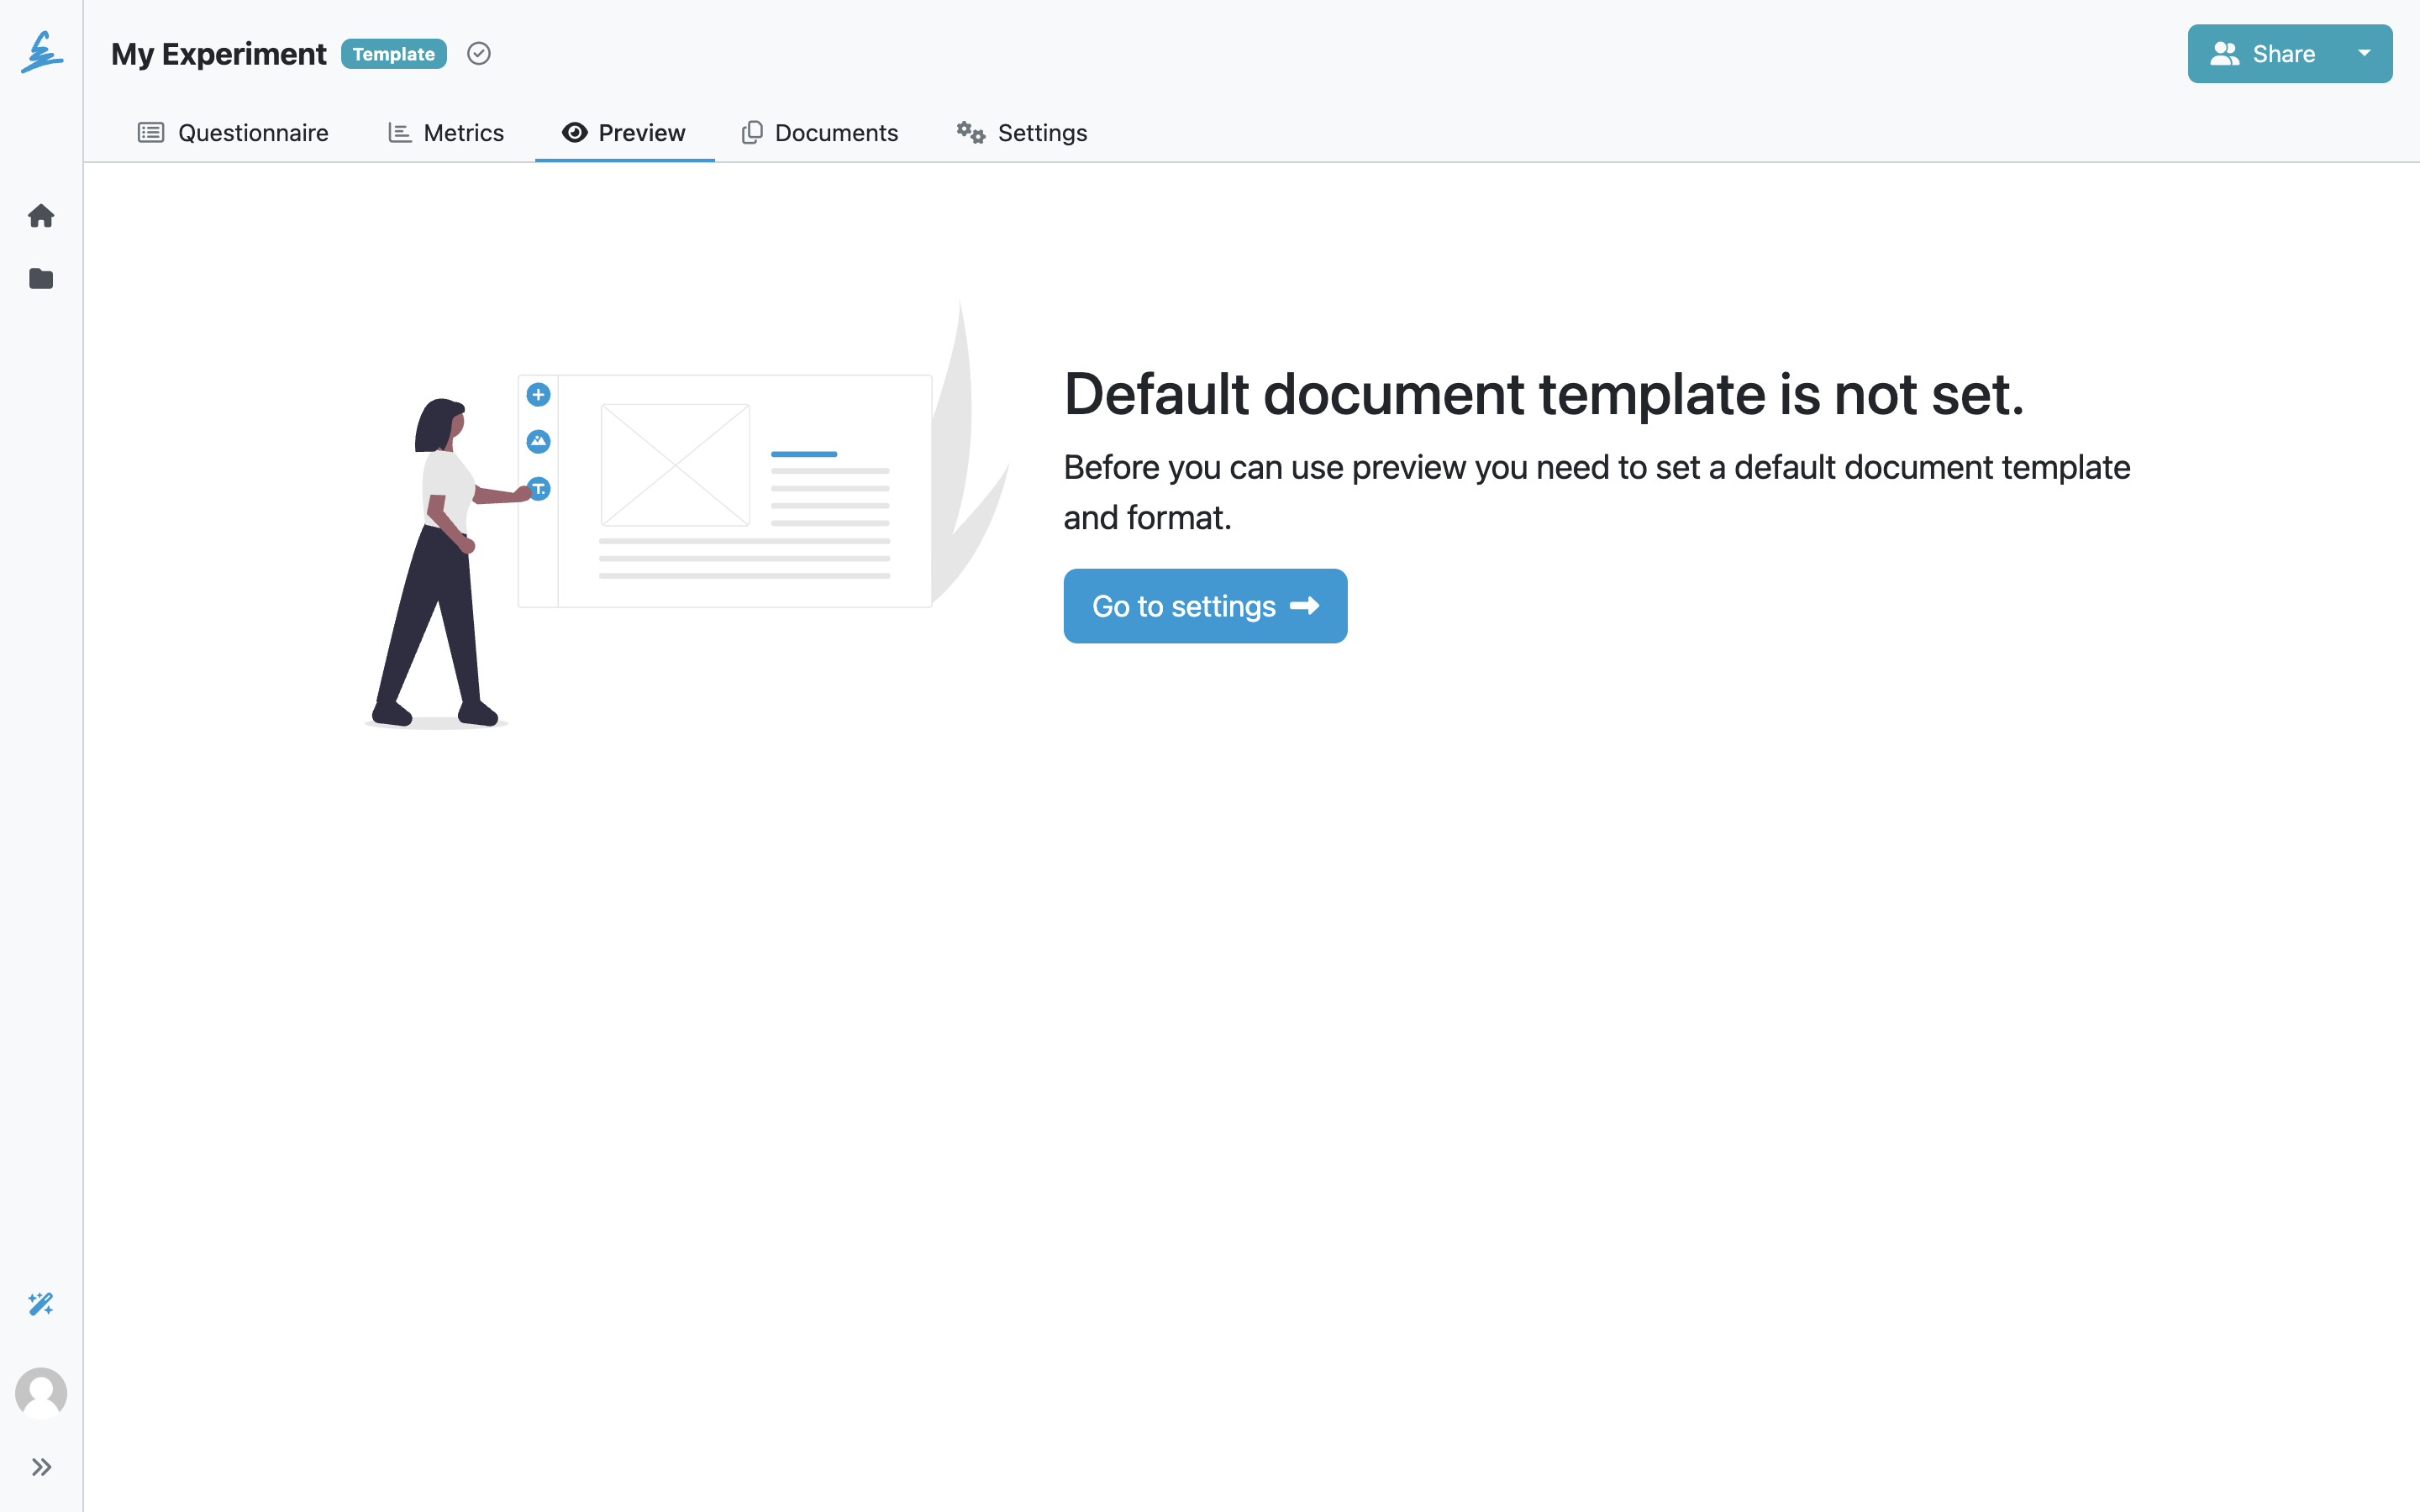 My Experiment Template
Share
Questionnaire Metrics Preview Documents Settings
T.
Default document template is not set.
Before you can use preview you need to set a default document template
and format.
Go to settings